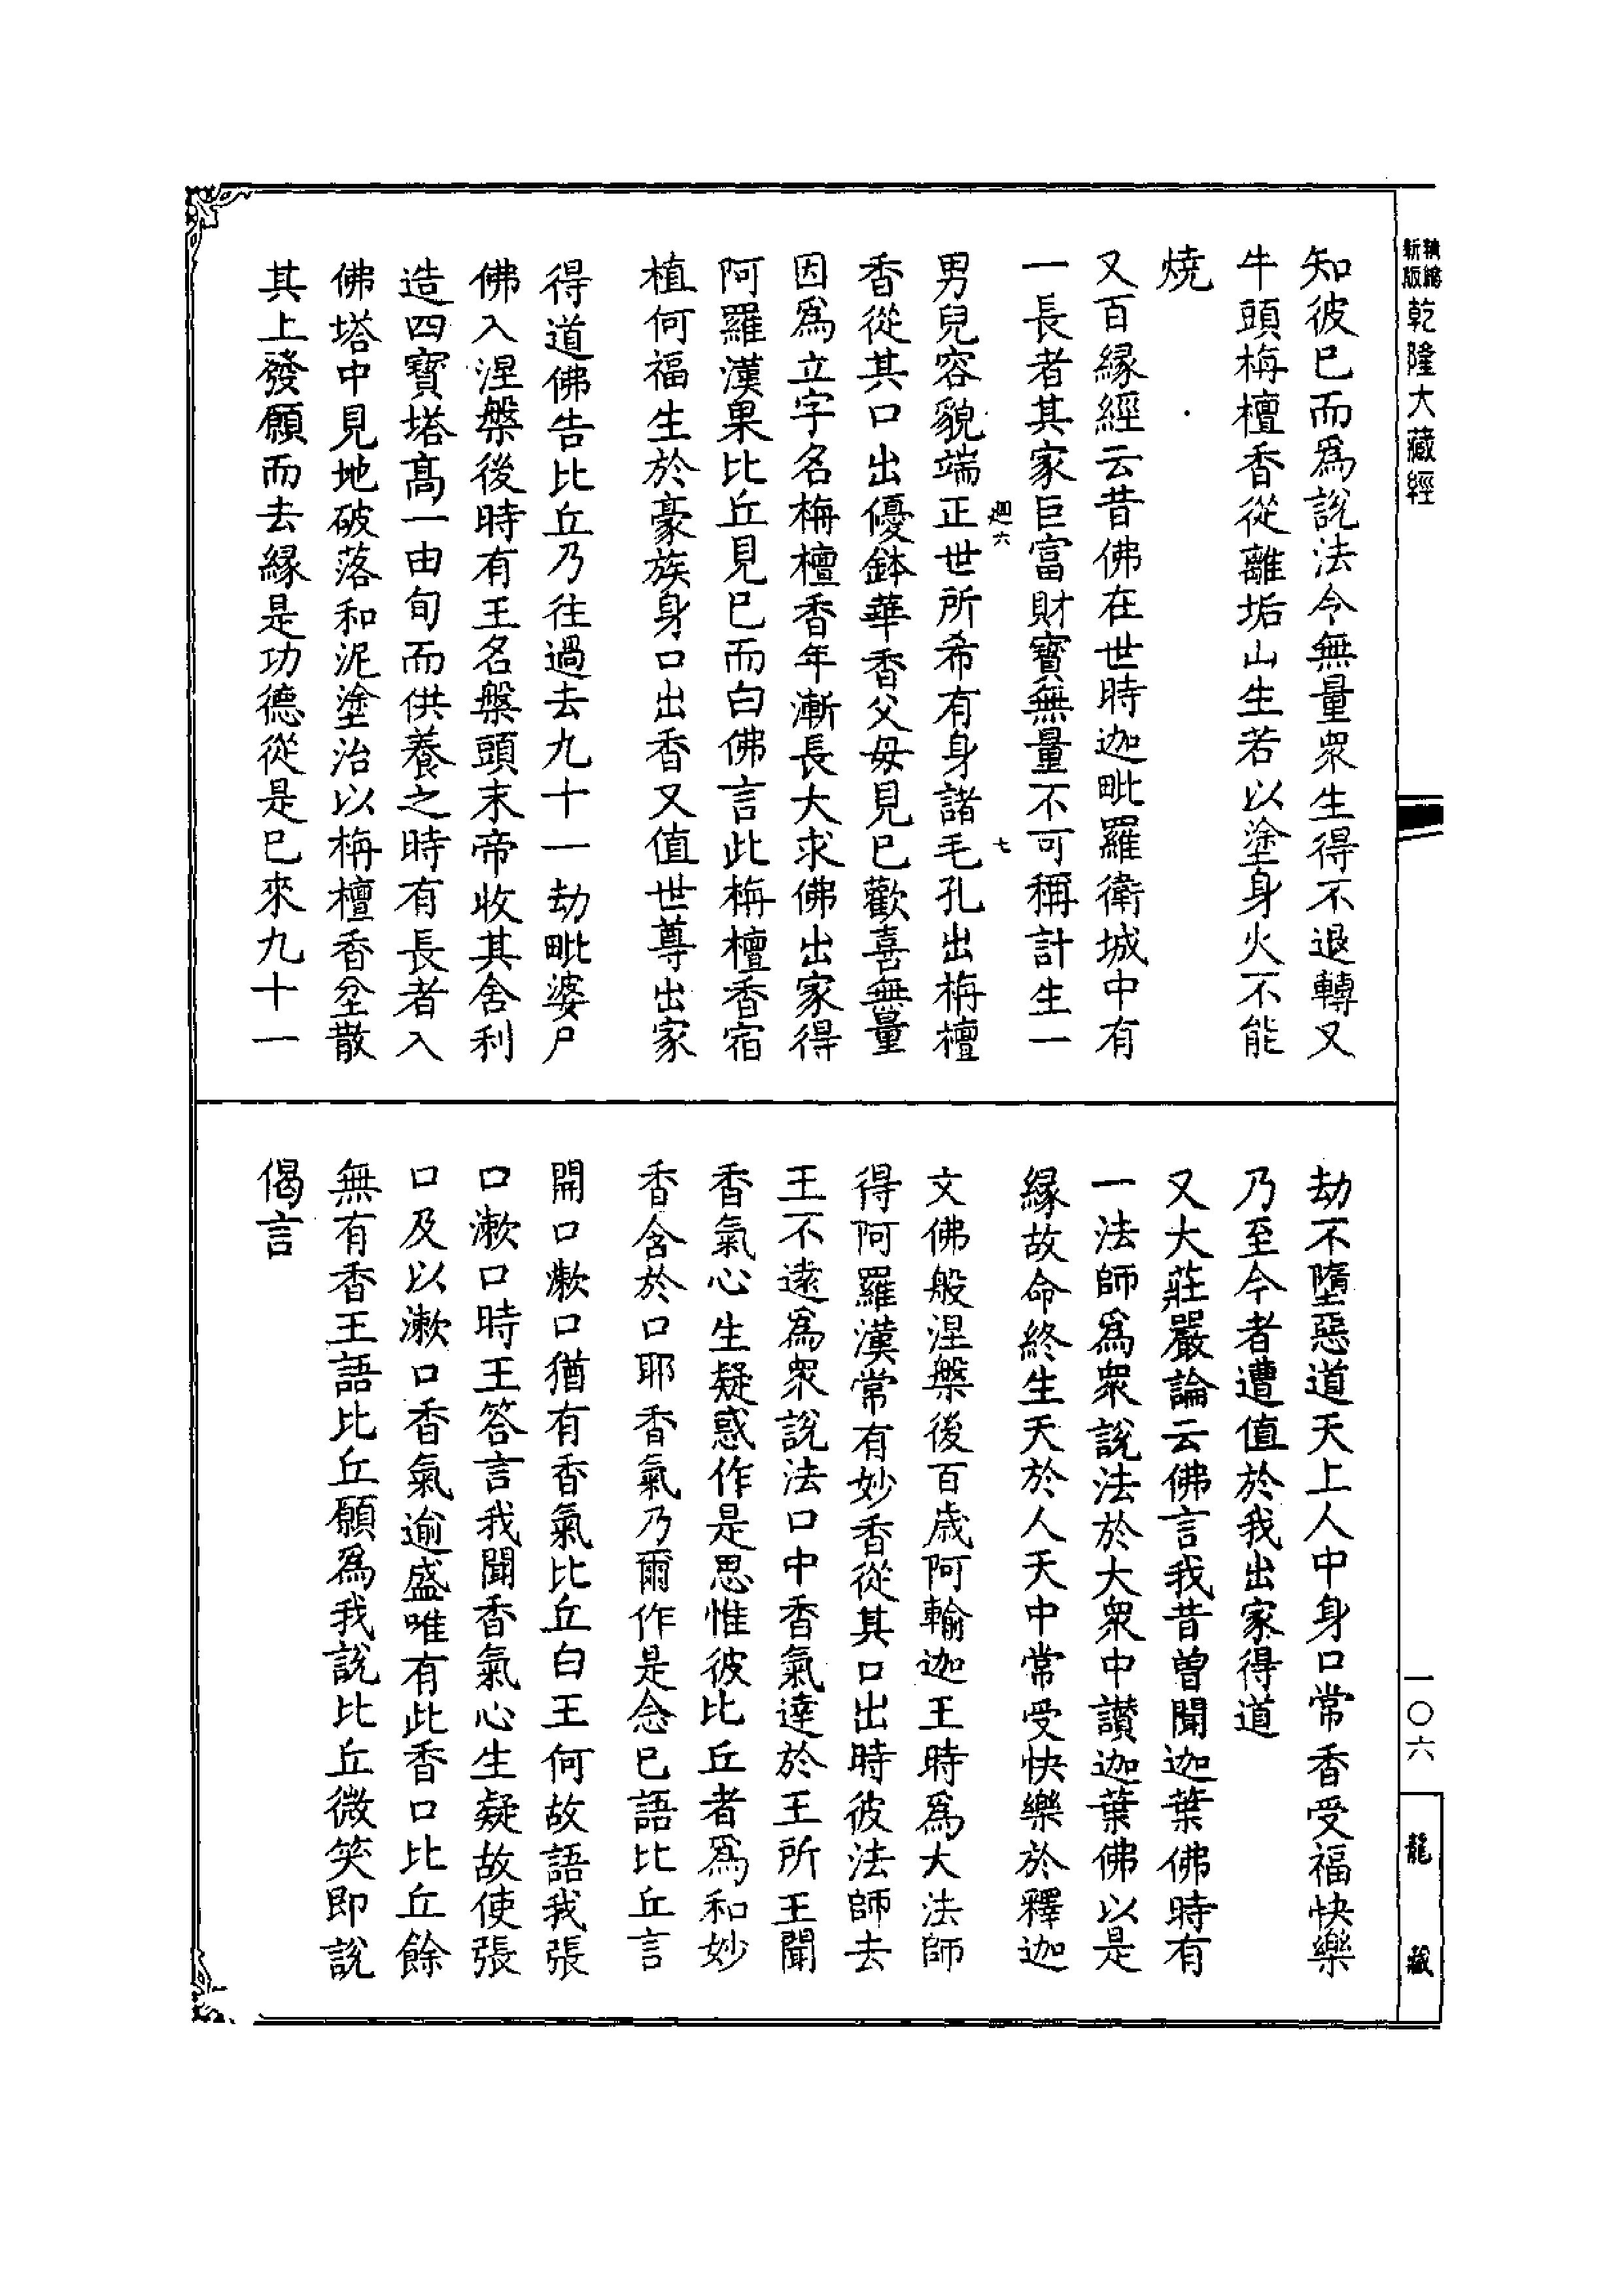 精縮
新版
乾隆大藏經
知彼已而爲說法令無量衆生得不退轉又
牛頭栴檀香從離垢山生若以塗身火不能
燒
又百縁經云昔佛在世時迦毗羅衛城中有
一長者其家巨富財寳無量不可稱計生一
迴六
七
男兒容貌端正世所希有身諸毛孔出栴檀
香從其口出優鉢華香父母見已歡喜無量
因爲立字名栴檀香年漸長大求佛出家得
阿羅漢果比丘見已而白佛言此栴檀香宿
植何福生於豪族身口出香又值世尊出家
得道佛告比丘乃往過去九十一劫毗婆尸
佛入涅槃後時有王名槃頭末帝收其舍利
造四寳塔髙一由旬而供養之時有長者入
佛塔中見地破落和泥塗治以栴檀香坌散
其上發願而去縁是功德從是已來九十一
劫不墮惡道天上人中身口常香受福快樂
乃至今者遭值於我出家得道
又大莊嚴論云佛言我昔曽聞迦葉佛時有
一法師爲衆說法於大衆中讃迦葉佛以是
縁故命終生天於人天中常受快樂於釋迦
文佛般涅槃後百歳阿輸迦王時爲大法師
得阿羅漢常有妙香從其口出時彼法師去
王不遠爲衆說法口中香氣達於王所王聞
香氣心生疑惑作是思惟彼比丘者爲和妙
香含於口耶香氣乃爾作是念已語比丘言
開口漱口猶有香氣比丘白王何故語我張
口漱口時王答言我聞香氣心生疑故使張
口及以漱口香氣逾盛唯有此香口比丘餘
無有香王語比丘願爲我說比丘微笑即說
偈言
一〇六
龍藏